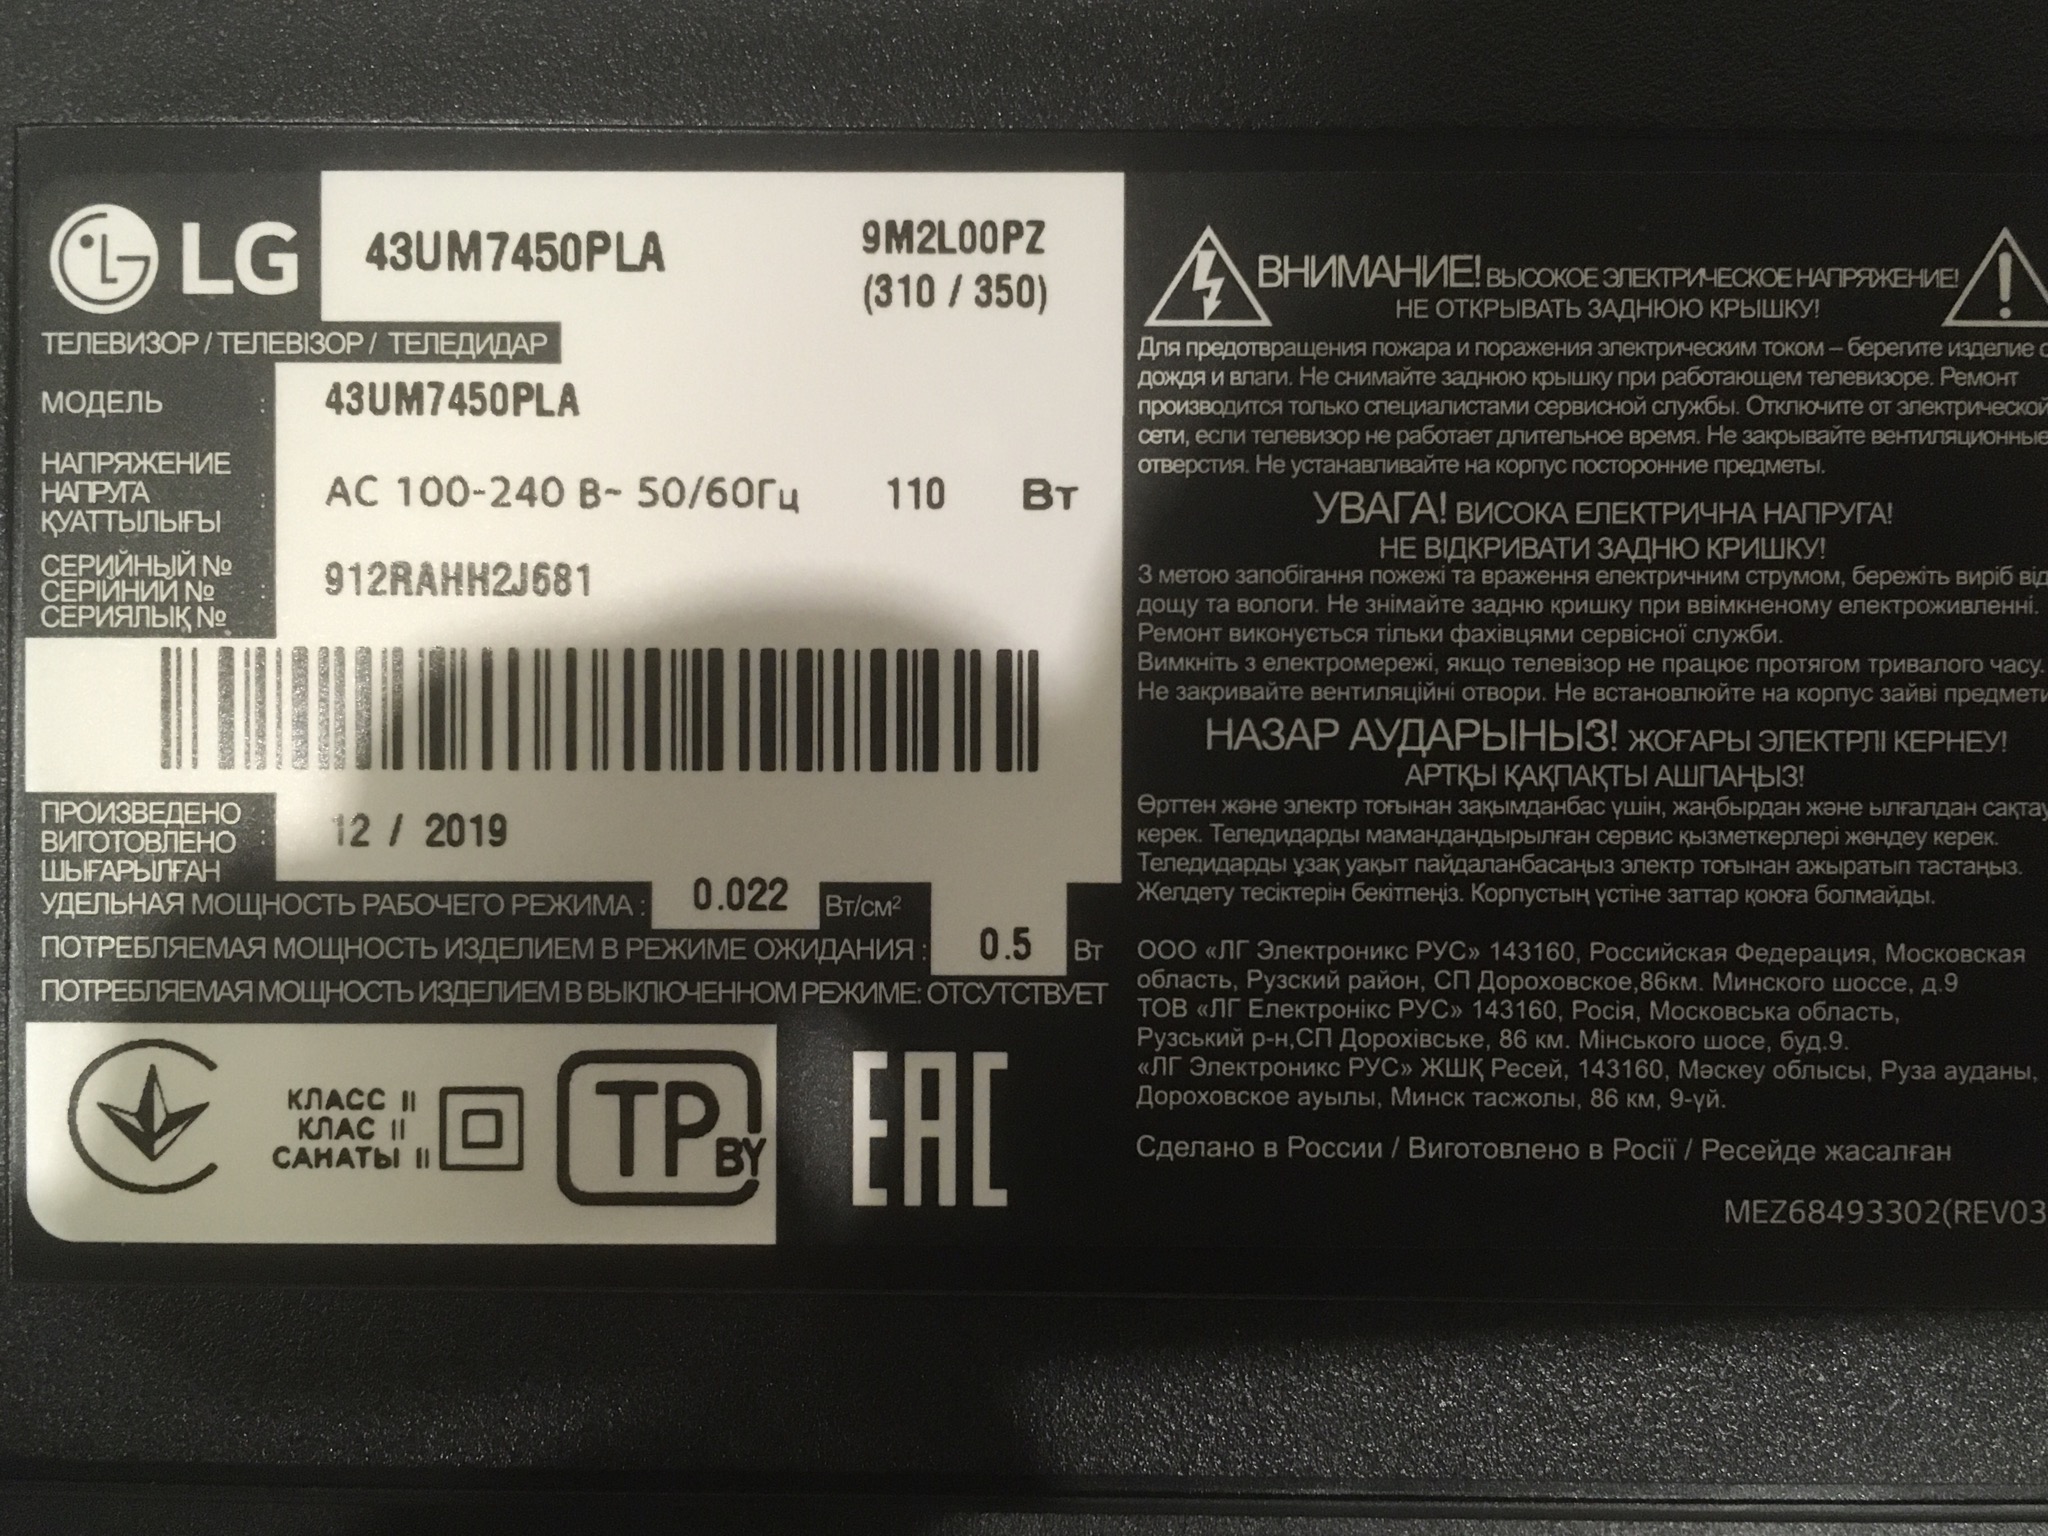 LG
43UM7450PLA
9M2L00PZ
(310 / 350)
ТЕЛЕВИЗОР / ТЕЛЕВІЗОР / ТЕЛЕДИДАР
МОДЕЛЬ : 43UM7450PLA
НАПРЯЖЕНИЕ
НАПРУГА :
ҚУАТТЫЛЫҒЫ
AC 100-240 В~ 50/60Гц 110 Вт
СЕРИЙНЫЙ №
СЕРІЙНИЙ № :
СЕРИЯЛЫҚ №
912RAHH2J681
ПРОИЗВЕДЕНО
ВИГОТОВЛЕНО :
ШЫҒАРЫЛҒАН
12 / 2019
УДЕЛЬНАЯ МОЩНОСТЬ РАБОЧЕГО РЕЖИМА : 0.022 Вт/см²
ПОТРЕБЛЯЕМАЯ МОЩНОСТЬ ИЗДЕЛИЕМ В РЕЖИМЕ ОЖИДАНИЯ : 0.5 Вт
ПОТРЕБЛЯЕМАЯ МОЩНОСТЬ ИЗДЕЛИЕМ В ВЫКЛЮЧЕННОМ РЕЖИМЕ: ОТСУТСТВУЕТ
КЛАСС II
КЛАС II
САНАТЫ II
ТР BY
ЕАС
ВНИМАНИЕ! ВЫСОКОЕ ЭЛЕКТРИЧЕСКОЕ НАПРЯЖЕНИЕ!
НЕ ОТКРЫВАТЬ ЗАДНЮЮ КРЫШКУ!
Для предотвращения пожара и поражения электрическим током – берегите изделие о
дождя и влаги. Не снимайте заднюю крышку при работающем телевизоре. Ремонт
производится только специалистами сервисной службы. Отключите от электрической
сети, если телевизор не работает длительное время. Не закрывайте вентиляционные
отверстия. Не устанавливайте на корпус посторонние предметы.
УВАГА! ВИСОКА ЕЛЕКТРИЧНА НАПРУГА!
НЕ ВІДКРИВАТИ ЗАДНЮ КРИШКУ!
З метою запобігання пожежі та враження електричним струмом, бережіть виріб від
дощу та вологи. Не знімайте задню кришку при ввімкненому електроживленні.
Ремонт виконується тільки фахівцями сервісної служби.
Вимкніть з електромережі, якщо телевізор не працює протягом тривалого часу.
Не закривайте вентиляційні отвори. Не встановлюйте на корпус зайві предмети
НАЗАР АУДАРЫҢЫЗ! ЖОҒАРЫ ЭЛЕКТРЛІ КЕРНЕУ!
АРТҚЫ ҚАҚПАҚТЫ АШПАҢЫЗ!
Өрттен және электр тоғынан зақымданбас үшін, жаңбырдан және ылғалдан сақтау
керек. Теледидарды мамандандырылған сервис қызметкерлері жөндеу керек.
Теледидарды ұзақ уақыт пайдаланбасаңыз электр тоғынан ажыратып тастаңыз.
Желдету тесіктерін бекітпеңіз. Корпустың үстіне заттар қоюға болмайды.
ООО «ЛГ Электроникс РУС» 143160, Российская Федерация, Московская
область, Рузский район, СП Дороховское,86км. Минского шоссе, д.9
ТОВ «ЛГ Електронікс РУС» 143160, Росія, Московська область,
Рузський р-н,СП Дорохівське, 86 км. Мінського шосе, буд.9.
«ЛГ Электроникс РУС» ЖШҚ Ресей, 143160, Мәскеу облысы, Руза ауданы,
Дороховское ауылы, Минск тасжолы, 86 км, 9-үй.
Сделано в России / Виготовлено в Росії / Ресейде жасалған
MEZ68493302(REV03